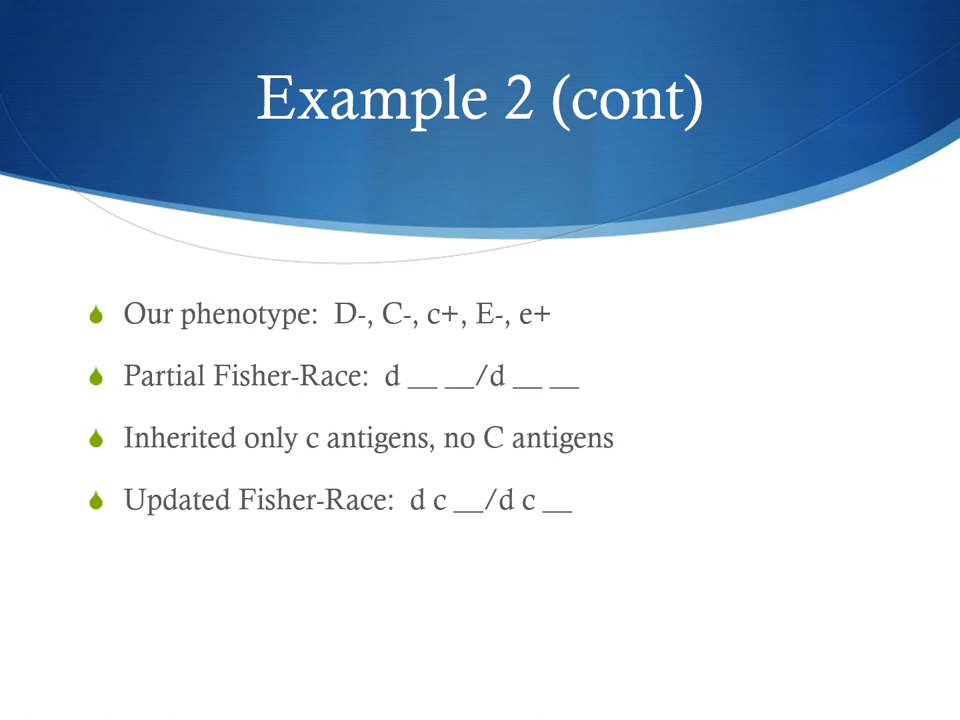 Example 2 (cont)
Our phenotype: D-, C-, c+, E-, e+
Partial Fisher-Race: d __ __/d __ __
Inherited only c antigens, no C antigens
Updated Fisher-Race: d c __/d c __